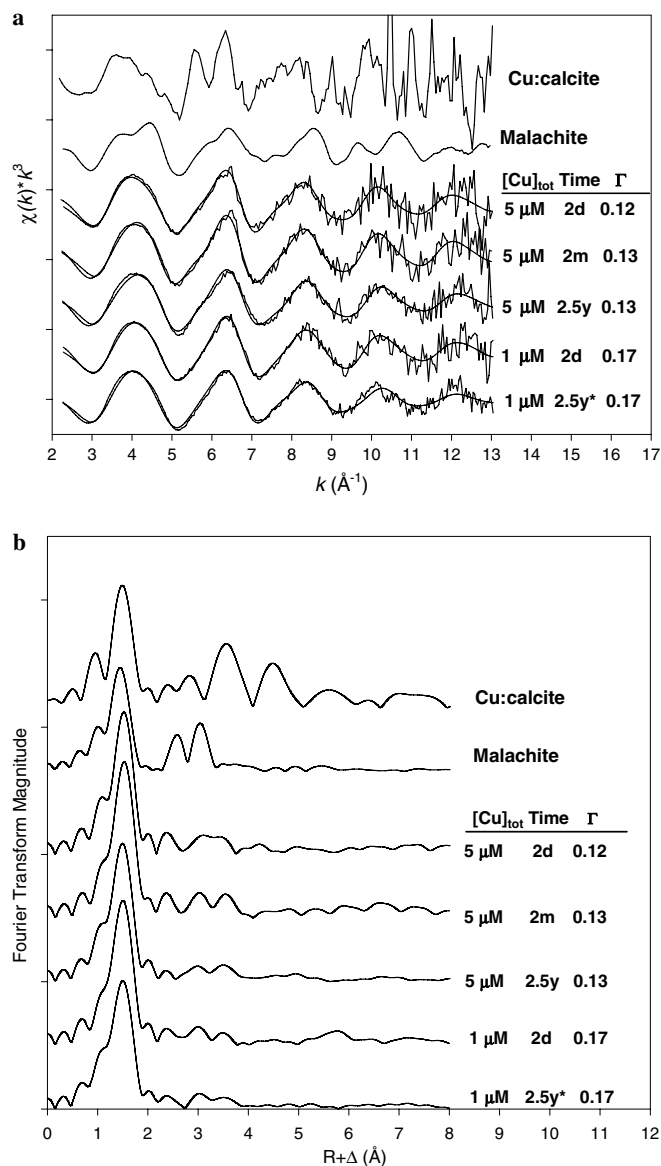 a
Cu:calcite
Malachite
[Cu]tot Time Γ
5 μM 2d 0.12
5 μM 2m 0.13
5 μM 2.5y 0.13
1 μM 2d 0.17
1 μM 2.5y* 0.17
χ(k)*k³
2 3 4 5 6 7 8 9 10 11 12 13 14 15 16 17
k (Å⁻¹)
b
Cu:calcite
Malachite
[Cu]tot Time Γ
5 μM 2d 0.12
5 μM 2m 0.13
5 μM 2.5y 0.13
1 μM 2d 0.17
1 μM 2.5y* 0.17
Fourier Transform Magnitude
0 1 2 3 4 5 6 7 8 9 10 11 12
R+Δ (Å)